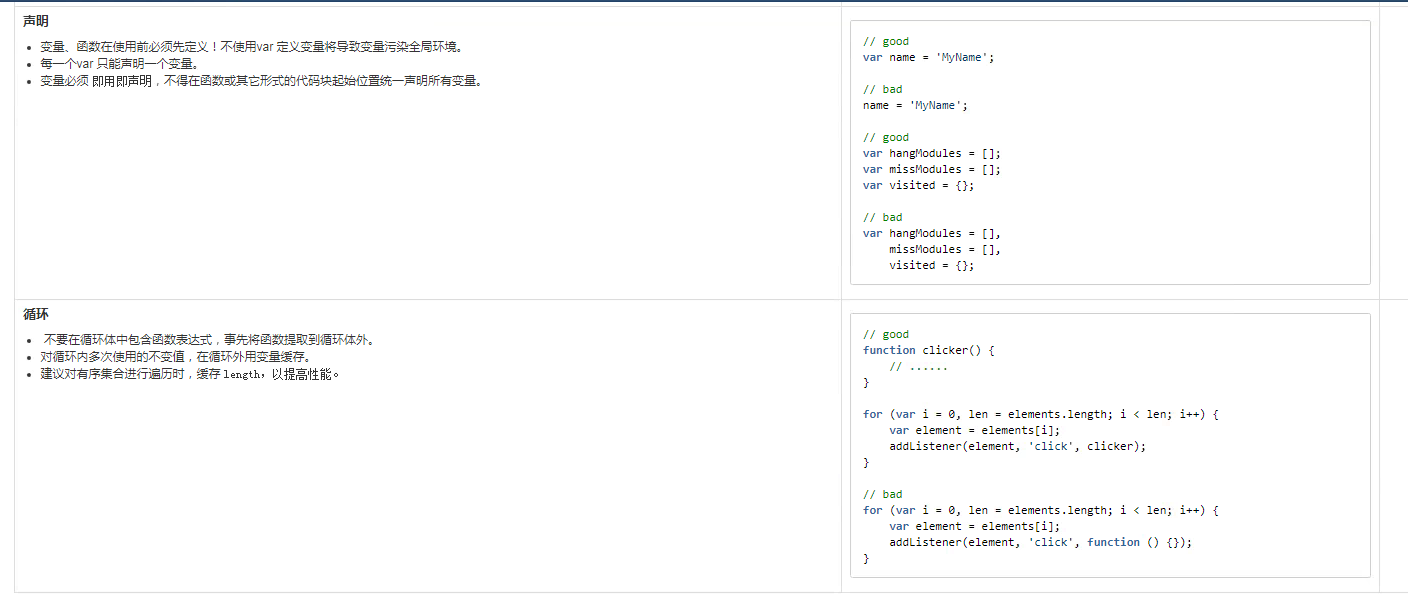 声明
变量、函数在使用前必须先定义！不使用var 定义变量将导致变量污染全局环境。
每一个var 只能声明一个变量。
变量必须 即用即声明，不得在函数或其它形式的代码块起始位置统一声明所有变量。
// good
var name = 'MyName';
// bad
name = 'MyName';
// good
var hangModules = [];
var missModules = [];
var visited = {};
// bad
var hangModules = [],
    missModules = [],
    visited = {};
循环
不要在循环体中包含函数表达式，事先将函数提取到循环体外。
对循环内多次使用的不变值，在循环外用变量缓存。
建议对有序集合进行遍历时，缓存 length，以提高性能。
// good
function clicker() {
    // ......
}
for (var i = 0, len = elements.length; i < len; i++) {
    var element = elements[i];
    addListener(element, 'click', clicker);
}
// bad
for (var i = 0, len = elements.length; i < len; i++) {
    var element = elements[i];
    addListener(element, 'click', function () {});
}